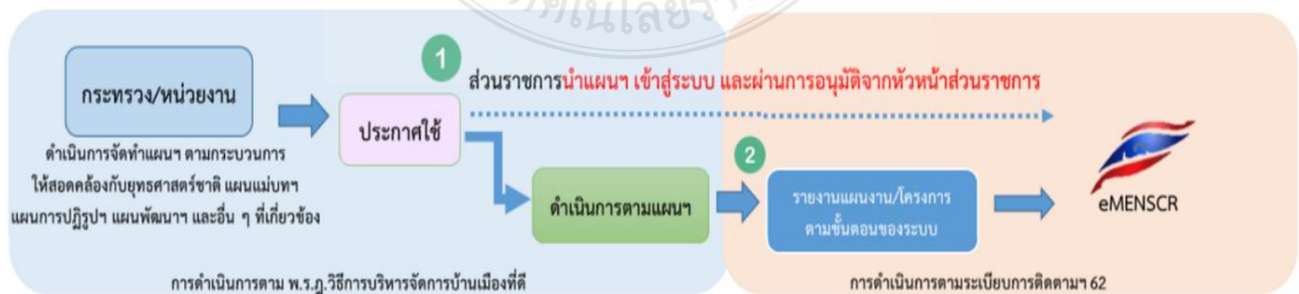 1
ส่วนราชการนำแผนฯ เข้าสู่ระบบ และผ่านการอนุมัติจากหัวหน้าส่วนราชการ
กระทรวง/หน่วยงาน
ประกาศใช้
ดำเนินการจัดทำแผนฯ ตามกระบวนการ
ให้สอดคล้องกับยุทธศาสตร์ชาติ แผนแม่บทฯ
แผนการปฏิรูปฯ แผนพัฒนาฯ และอื่น ๆ ที่เกี่ยวข้อง
ดำเนินการตามแผนฯ
2
รายงานแผนงาน/โครงการ
ตามขั้นตอนของระบบ
eMENSCR
การดำเนินการตาม พ.ร.ฎ.วิธีการบริหารจัดการบ้านเมืองที่ดี
การดำเนินการตามระเบียบการติดตามฯ 62